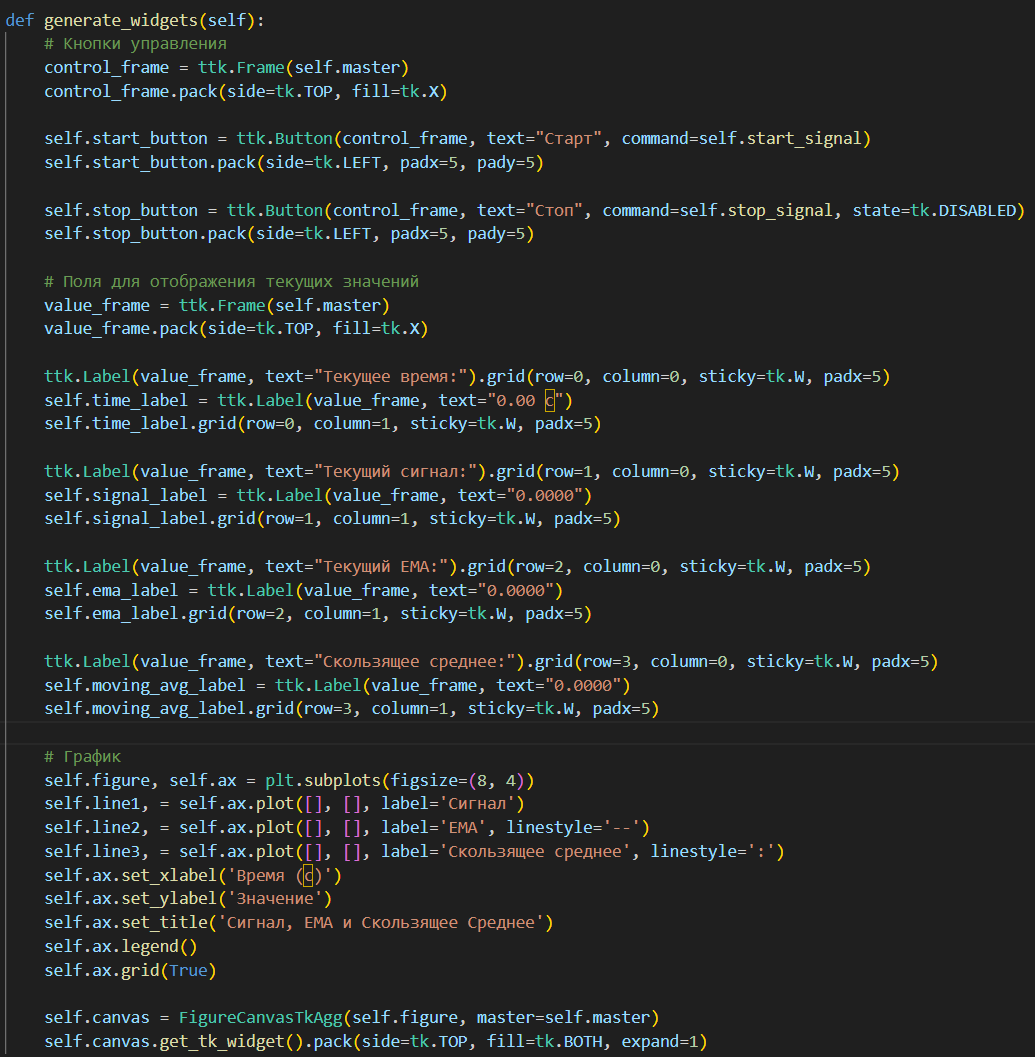 def generate_widgets(self):
    # Кнопки управления
    control_frame = ttk.Frame(self.master)
    control_frame.pack(side=tk.TOP, fill=tk.X)

    self.start_button = ttk.Button(control_frame, text="Старт", command=self.start_signal)
    self.start_button.pack(side=tk.LEFT, padx=5, pady=5)

    self.stop_button = ttk.Button(control_frame, text="Стоп", command=self.stop_signal, state=tk.DISABLED)
    self.stop_button.pack(side=tk.LEFT, padx=5, pady=5)

    # Поля для отображения текущих значений
    value_frame = ttk.Frame(self.master)
    value_frame.pack(side=tk.TOP, fill=tk.X)

    ttk.Label(value_frame, text="Текущее время:").grid(row=0, column=0, sticky=tk.W, padx=5)
    self.time_label = ttk.Label(value_frame, text="0.00 с")
    self.time_label.grid(row=0, column=1, sticky=tk.W, padx=5)

    ttk.Label(value_frame, text="Текущий сигнал:").grid(row=1, column=0, sticky=tk.W, padx=5)
    self.signal_label = ttk.Label(value_frame, text="0.0000")
    self.signal_label.grid(row=1, column=1, sticky=tk.W, padx=5)

    ttk.Label(value_frame, text="Текущий EMA:").grid(row=2, column=0, sticky=tk.W, padx=5)
    self.ema_label = ttk.Label(value_frame, text="0.0000")
    self.ema_label.grid(row=2, column=1, sticky=tk.W, padx=5)

    ttk.Label(value_frame, text="Скользящее среднее:").grid(row=3, column=0, sticky=tk.W, padx=5)
    self.moving_avg_label = ttk.Label(value_frame, text="0.0000")
    self.moving_avg_label.grid(row=3, column=1, sticky=tk.W, padx=5)

    # График
    self.figure, self.ax = plt.subplots(figsize=(8, 4))
    self.line1, = self.ax.plot([], [], label='Сигнал')
    self.line2, = self.ax.plot([], [], label='EMA', linestyle='--')
    self.line3, = self.ax.plot([], [], label='Скользящее среднее', linestyle=':')
    self.ax.set_xlabel('Время (с)')
    self.ax.set_ylabel('Значение')
    self.ax.set_title('Сигнал, EMA и Скользящее Среднее')
    self.ax.legend()
    self.ax.grid(True)

    self.canvas = FigureCanvasTkAgg(self.figure, master=self.master)
    self.canvas.get_tk_widget().pack(side=tk.TOP, fill=tk.BOTH, expand=1)